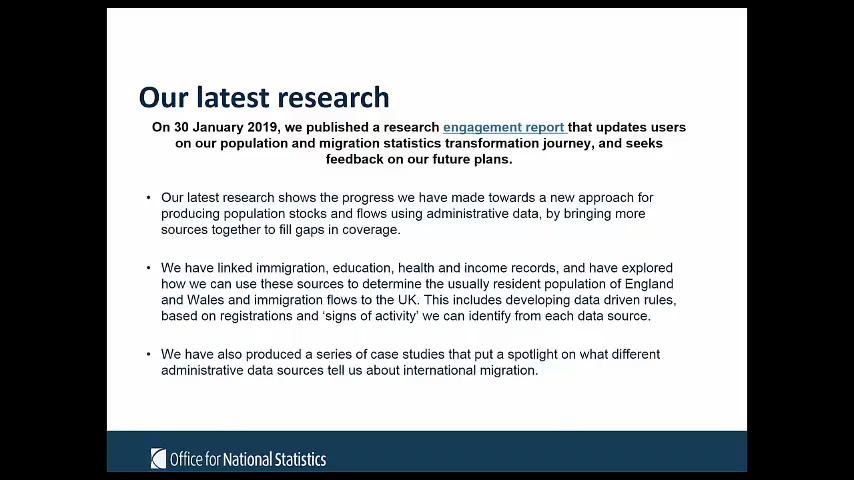 Our latest research
On 30 January 2019, we published a research engagement report that updates users
on our population and migration statistics transformation journey, and seeks
feedback on our future plans.
• Our latest research shows the progress we have made towards a new approach for
producing population stocks and flows using administrative data, by bringing more
sources together to fill gaps in coverage.
• We have linked immigration, education, health and income records, and have explored
how we can use these sources to determine the usually resident population of England
and Wales and immigration flows to the UK. This includes developing data driven rules,
based on registrations and ‘signs of activity’ we can identify from each data source.
• We have also produced a series of case studies that put a spotlight on what different
administrative data sources tell us about international migration.
Office for National Statistics